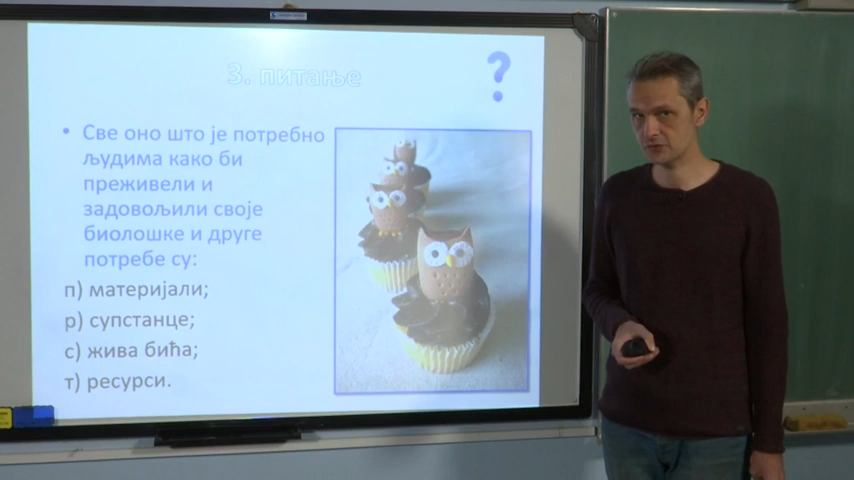 3. питање
?
• Све оно што је потребно
људима како би
преживели и
задовољили своје
биолошке и друге
потребе су:
п) материјали;
р) супстанце;
с) жива бића;
т) ресурси.